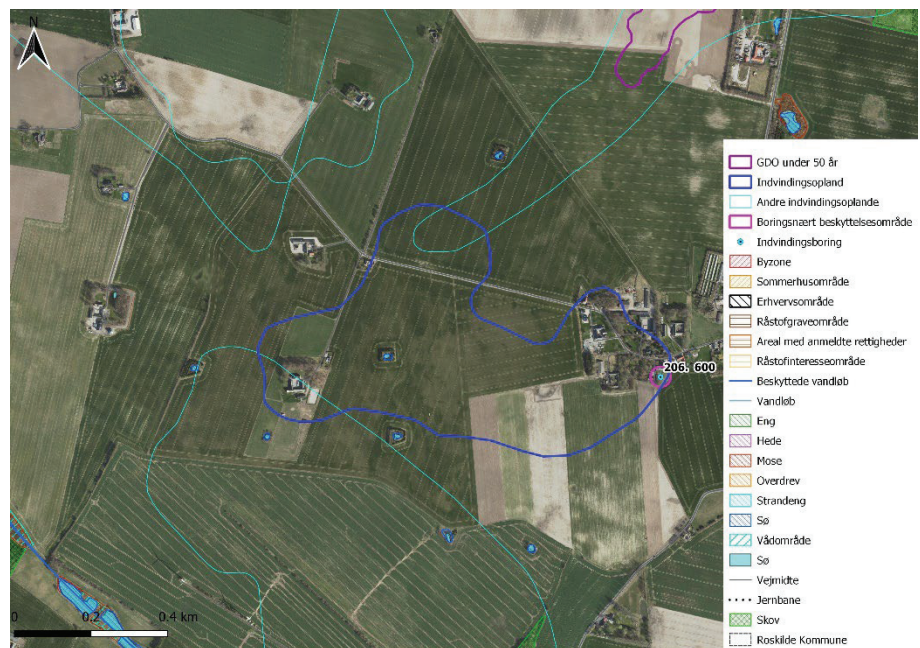 N
GDO under 50 år
Indvindingsopland
Andre indvindingsoplande
Boringsnært beskyttelsesområde
Indvindingsboring
Byzone
Sommerhusområde
Erhvervsområde
Råstofgraveområde
Areal med anmeldte rettigheder
Råstofinteresseområde
Beskyttede vandløb
Vandløb
Eng
Hede
Mose
Overdrev
Strandeng
Sø
Vådområde
Sø
Vejmidte
Jernbane
Skov
Roskilde Kommune
206. 600
0 0.2 0.4 km